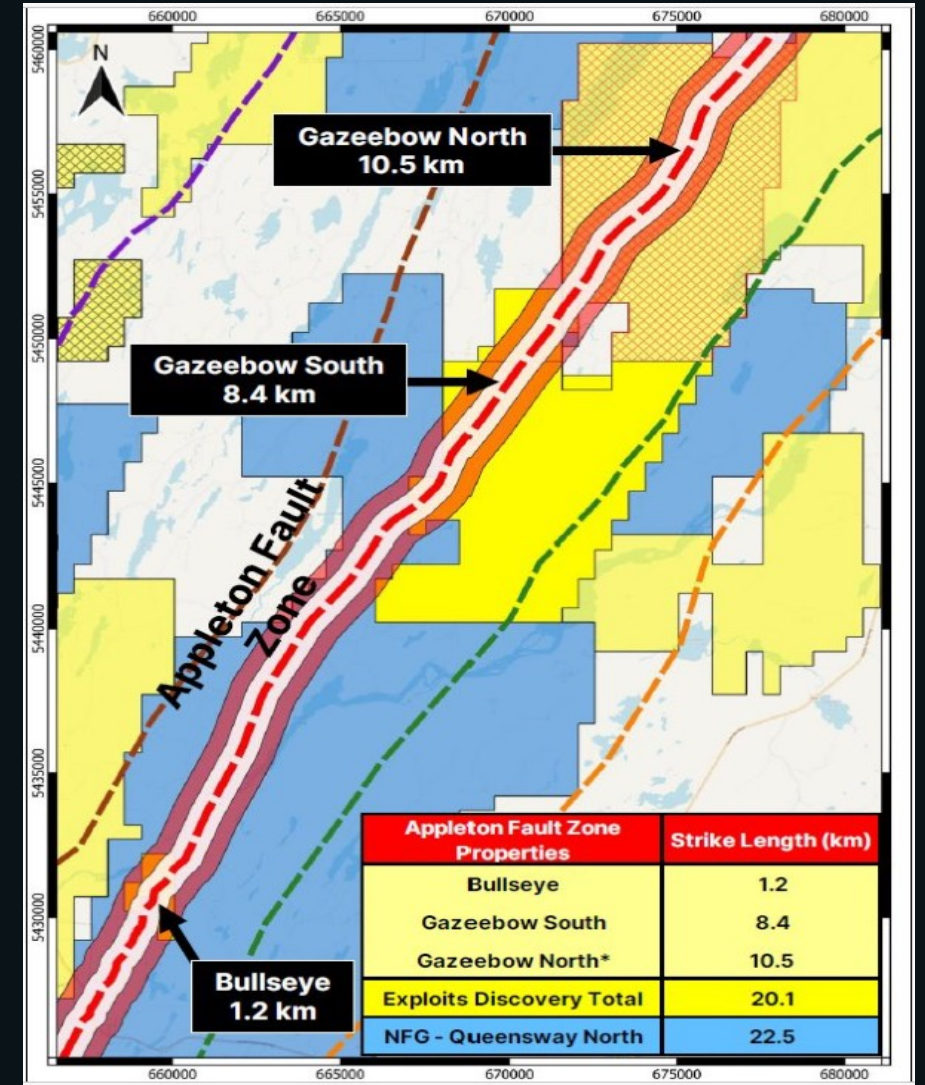 660000 665000 670000 675000 680000
5460000
5455000
5450000
5445000
5440000
5435000
5430000
N
Gazeebow North
10.5 km
Gazeebow South
8.4 km
Appleton Fault
Zone
Bullseye
1.2 km
Appleton Fault Zone
Properties
Strike Length (km)
Bullseye 1.2
Gazeebow South 8.4
Gazeebow North* 10.5
Exploits Discovery Total 20.1
NFG - Queensway North 22.5
660000 665000 670000 675000 680000